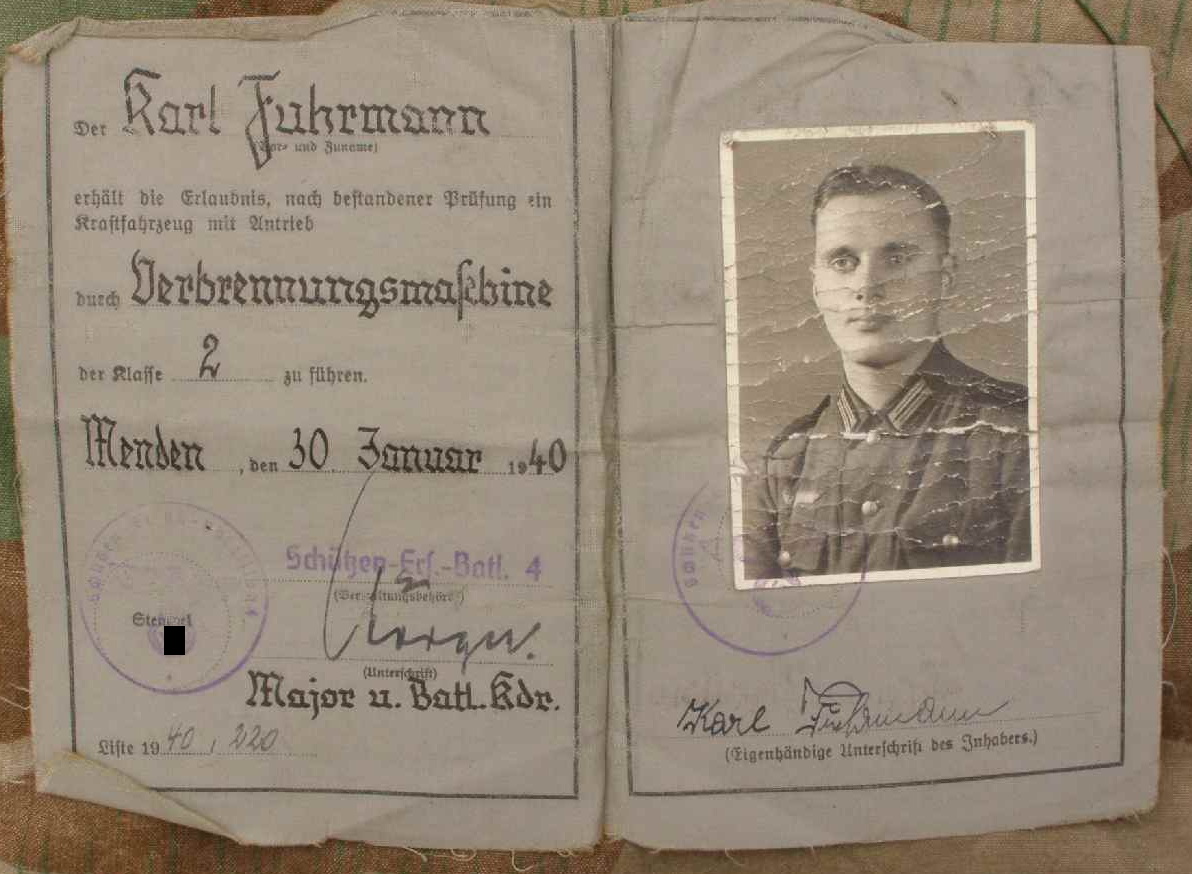 Der Karl Fuhrmann
(Vor- und Zuname)
erhält die Erlaubnis, nach bestandener Prüfung ein
Kraftfahrzeug mit Antrieb
durch Verbrennungsmaschine
der Klasse 2 zu führen.
Menden, den 30. Januar 1940
Schützen-Ers.-Batl. 4
(Verwaltungsbehörde)
Stempel
(Unterschrift)
Major u. Batl. Kdr.
Liste 1940, 220
Karl Fuhrmann
(Eigenhändige Unterschrift des Inhabers.)